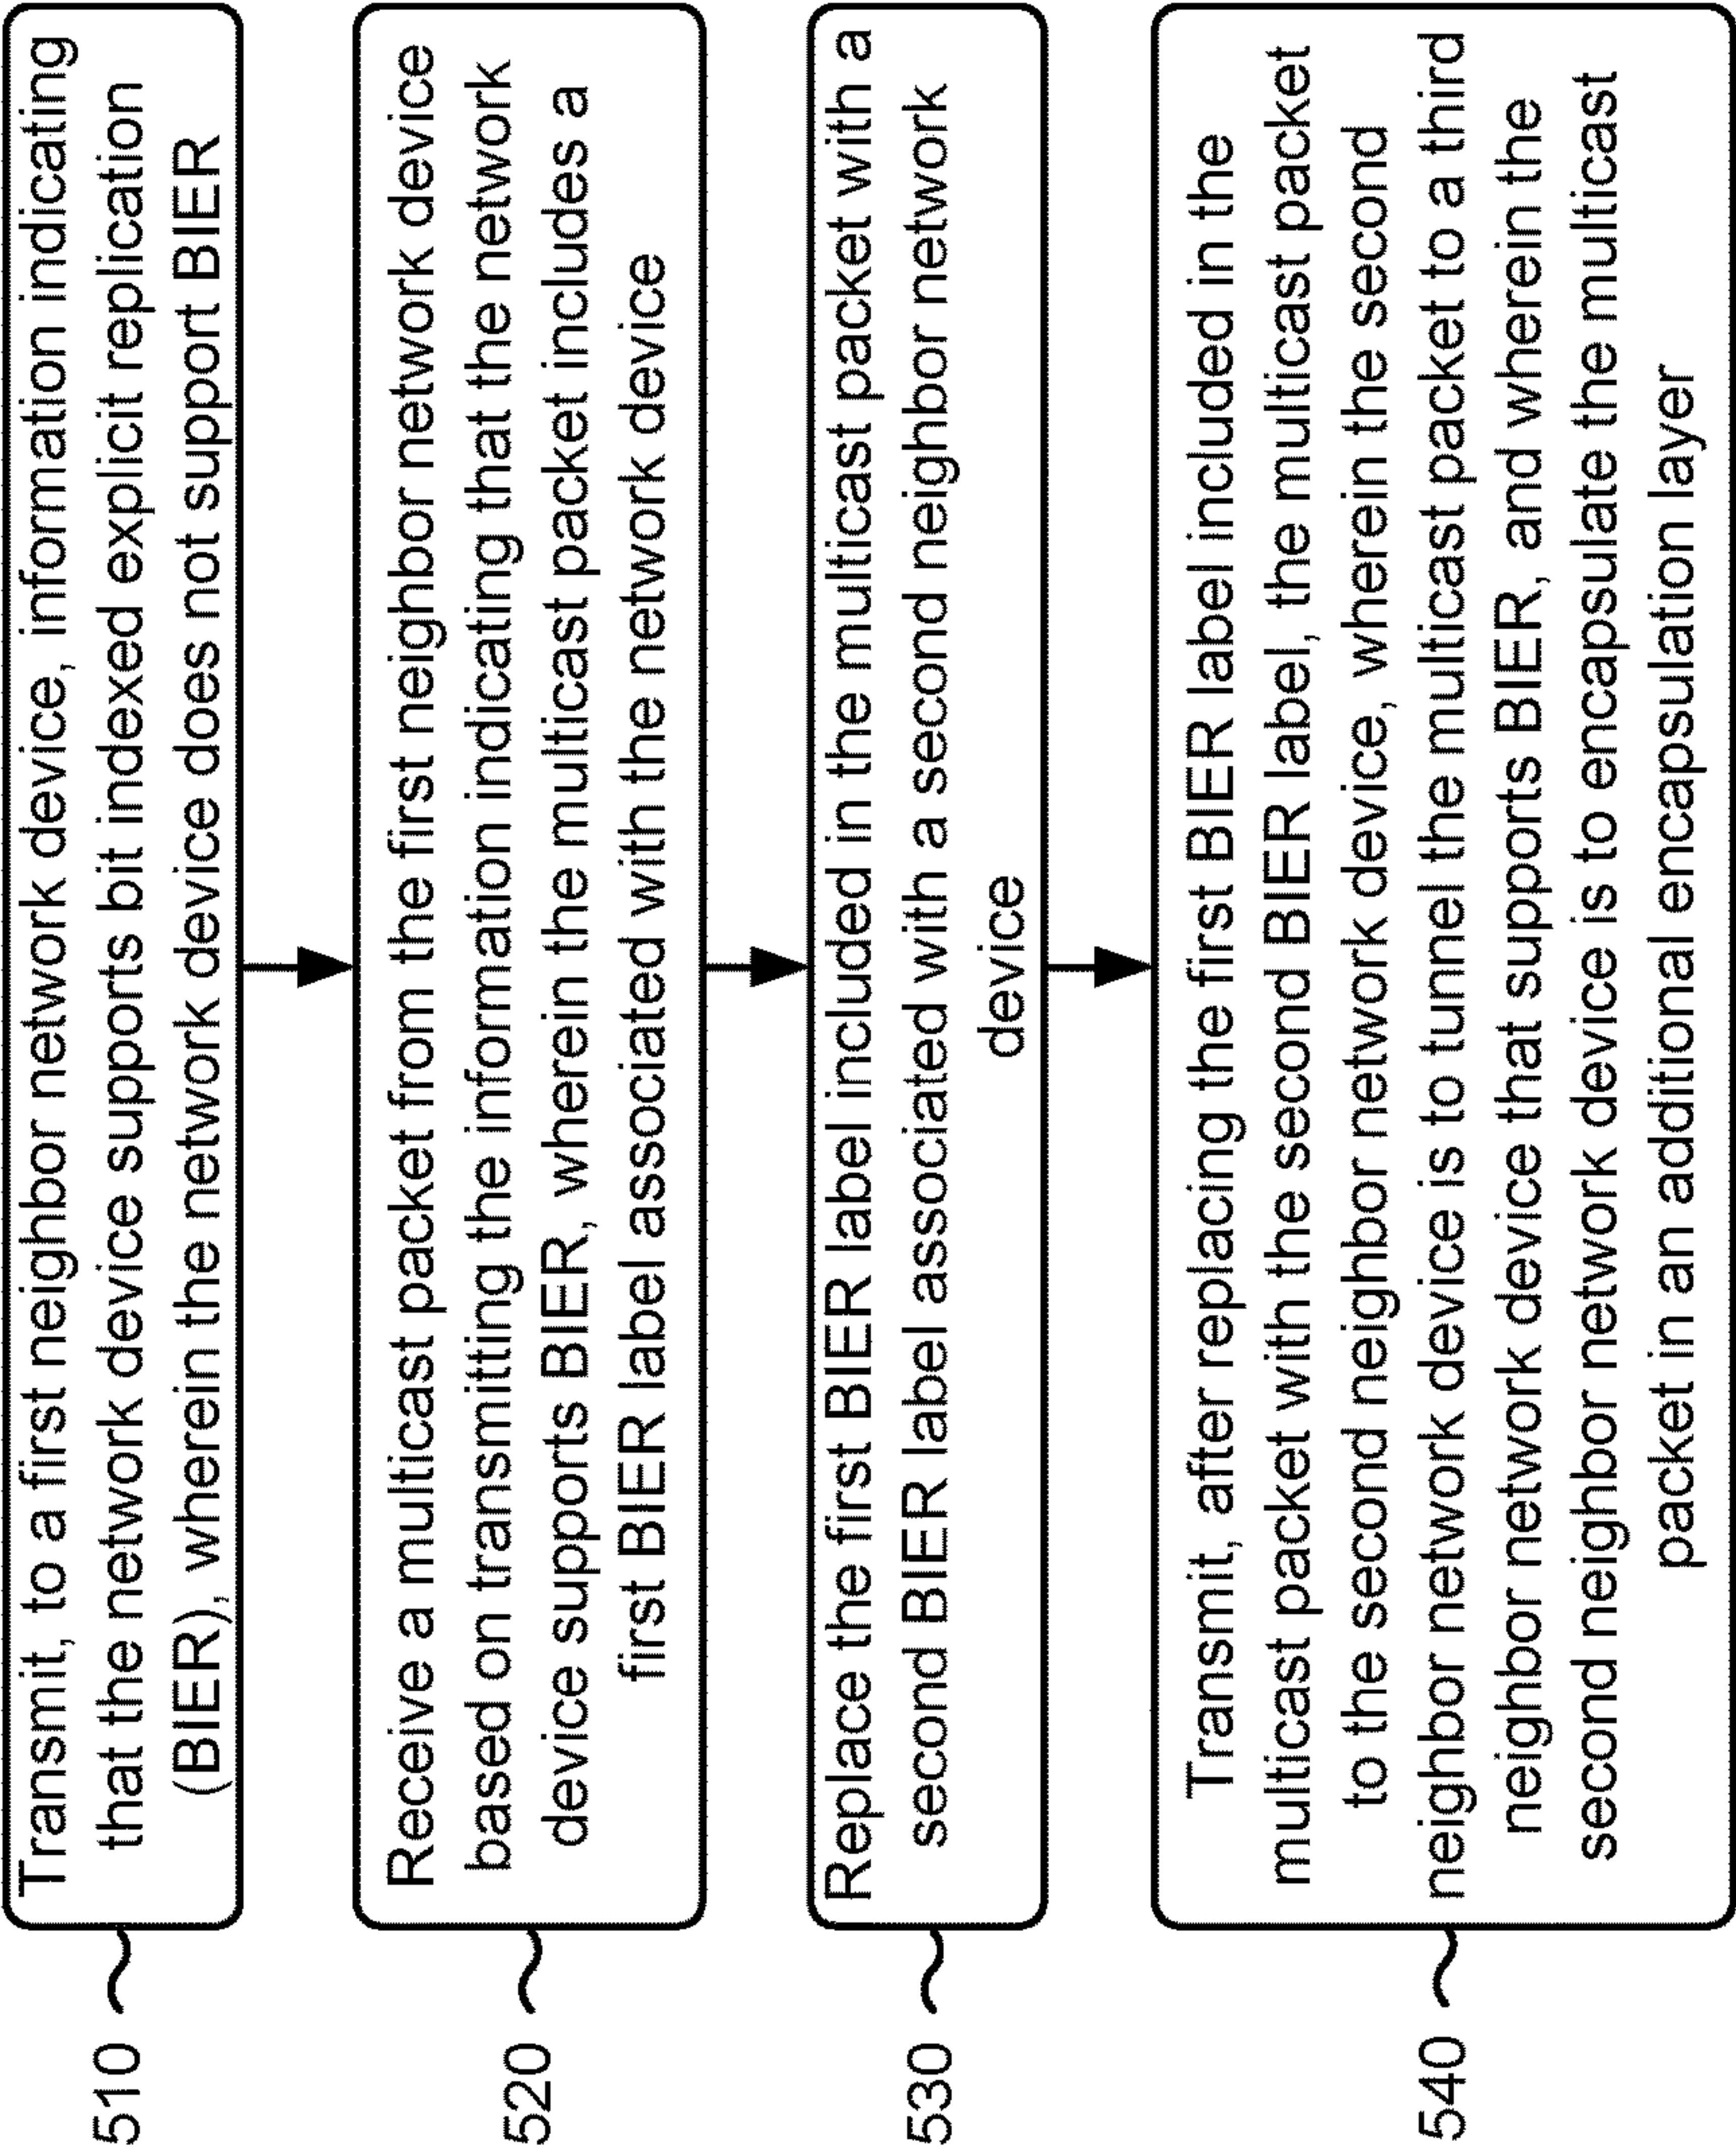 510
Transmit, to a first neighbor network device, information indicating
that the network device supports bit indexed explicit replication
(BIER), wherein the network device does not support BIER
520
Receive a multicast packet from the first neighbor network device
based on transmitting the information indicating that the network
device supports BIER, wherein the multicast packet includes a
first BIER label associated with the network device
530
Replace the first BIER label included in the multicast packet with a
second BIER label associated with a second neighbor network
device
540
Transmit, after replacing the first BIER label included in the
multicast packet with the second BIER label, the multicast packet
to the second neighbor network device, wherein the second
neighbor network device is to tunnel the multicast packet to a third
neighbor network device that supports BIER, and wherein the
second neighbor network device is to encapsulate the multicast
packet in an additional encapsulation layer